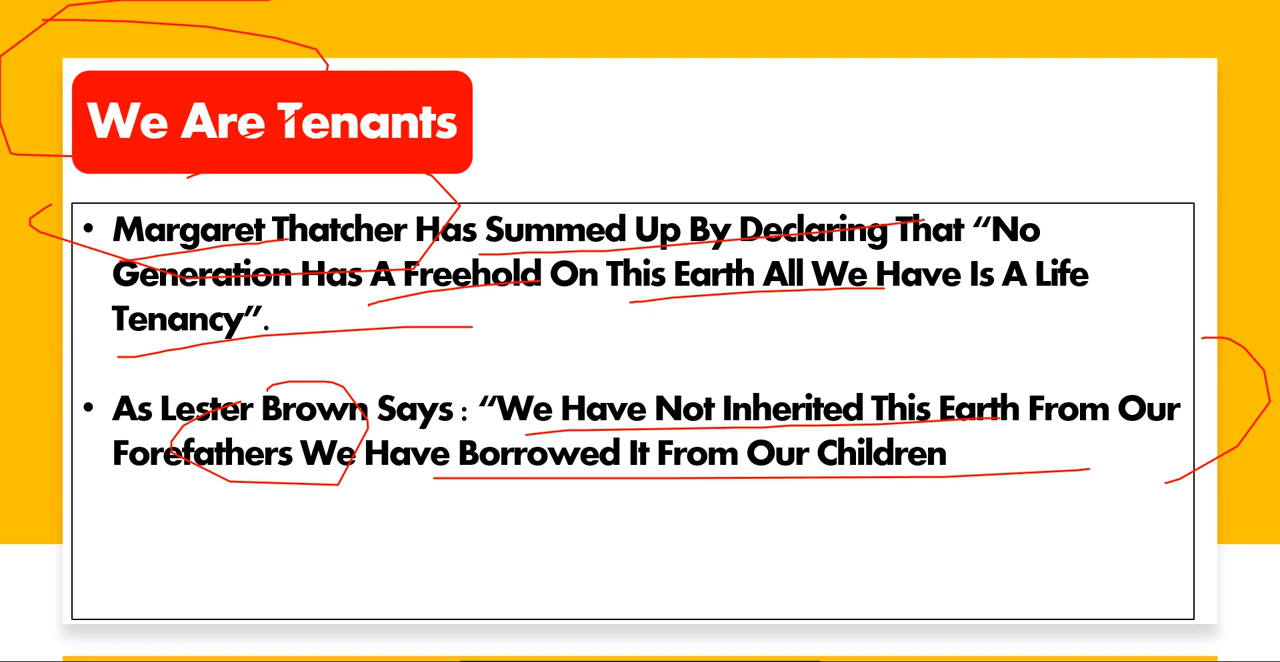 We Are Tenants
• Margaret Thatcher Has Summed Up By Declaring That “No
Generation Has A Freehold On This Earth All We Have Is A Life
Tenancy”.
• As Lester Brown Says : “We Have Not Inherited This Earth From Our
Forefathers We Have Borrowed It From Our Children